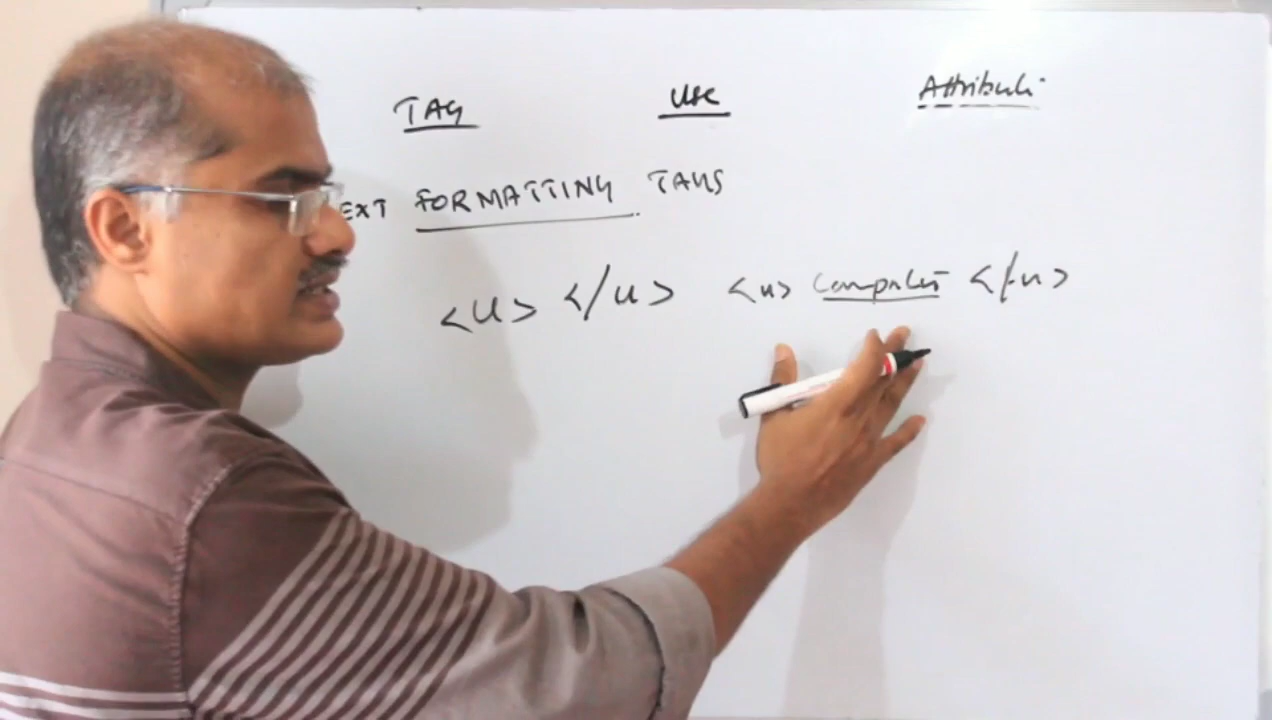 TAG Use Attribute
EXT FORMATTING TAGS
<U> </u> <u> Computer </u>